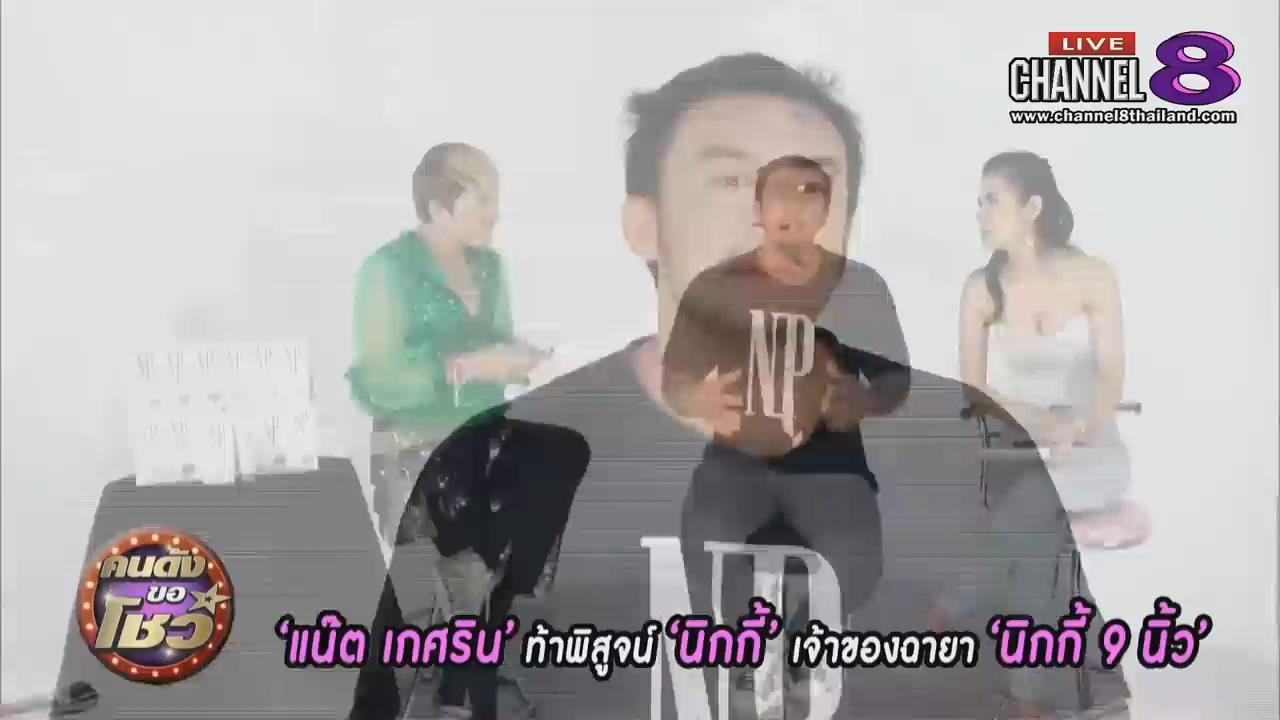 LIVE
CHANNEL 8
www.channel8thailand.com
NP
NP
คนดัง
ขอ
โชว์
‘แน๊ต เกศริน’ ท้าพิสูจน์ ‘นิกกี้’ เจ้าของฉายา ‘นิกกี้ 9 นิ้ว’